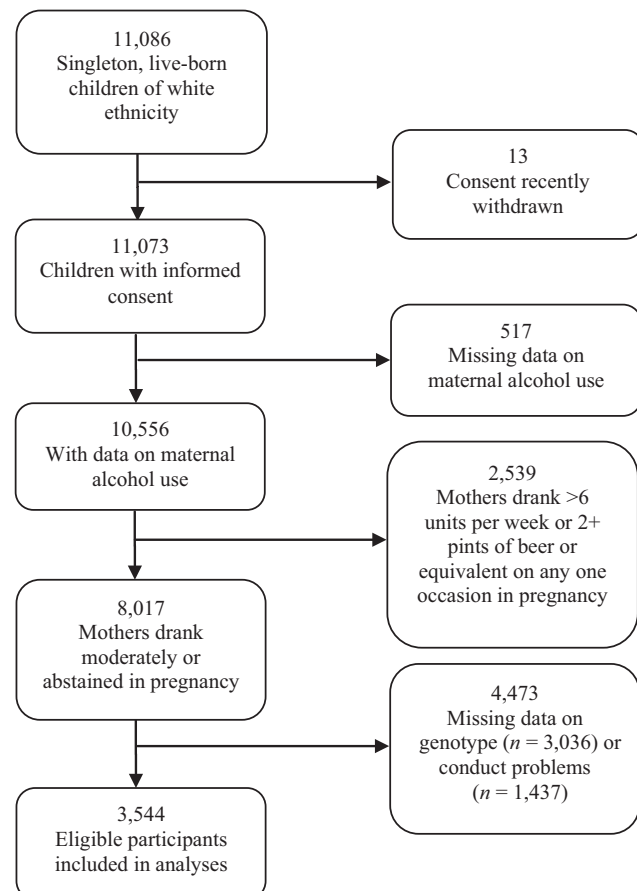 11,086
Singleton, live-born
children of white
ethnicity
13
Consent recently
withdrawn
11,073
Children with informed
consent
517
Missing data on
maternal alcohol use
10,556
With data on maternal
alcohol use
2,539
Mothers drank >6
units per week or 2+
pints of beer or
equivalent on any one
occasion in pregnancy
8,017
Mothers drank
moderately or
abstained in pregnancy
4,473
Missing data on
genotype (n = 3,036) or
conduct problems
(n = 1,437)
3,544
Eligible participants
included in analyses